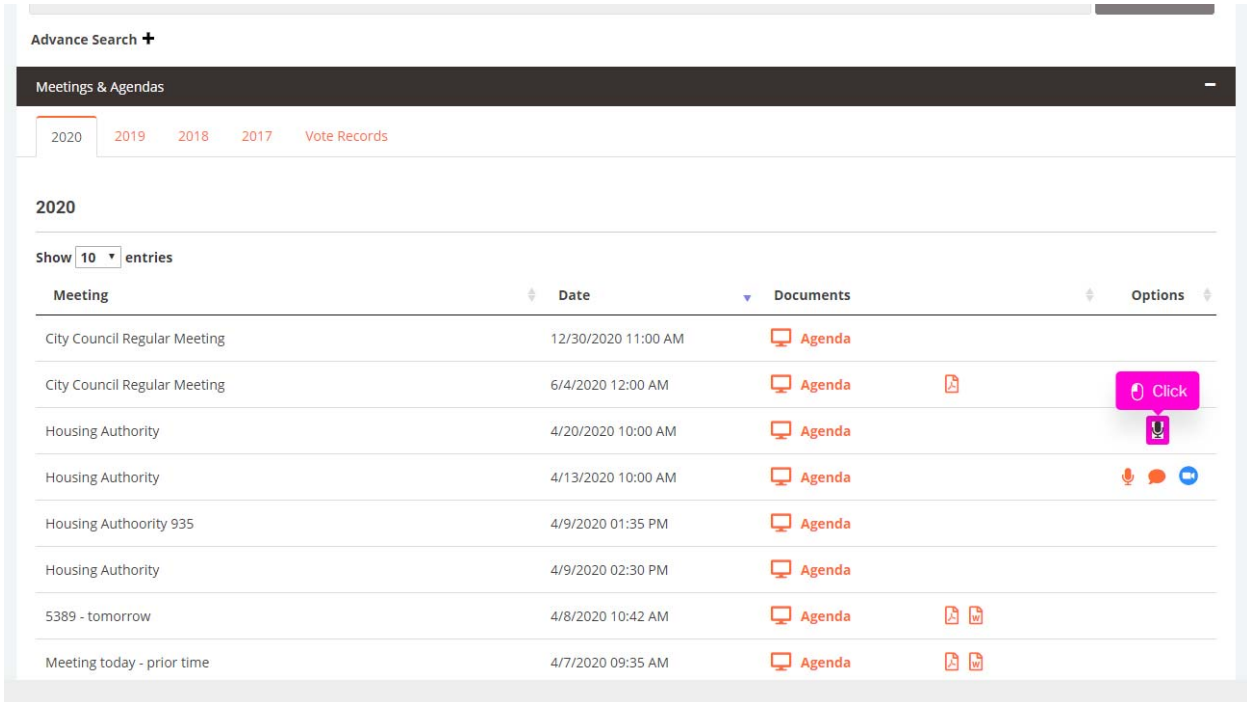 Advance Search
Meetings & Agendas
2020 2019 2018 2017 Vote Records
2020
Show 10 entries
Meeting Date Documents Options
City Council Regular Meeting 12/30/2020 11:00 AM Agenda
City Council Regular Meeting 6/4/2020 12:00 AM Agenda
Click
Housing Authority 4/20/2020 10:00 AM Agenda
Housing Authority 4/13/2020 10:00 AM Agenda
Housing Authoority 935 4/9/2020 01:35 PM Agenda
Housing Authority 4/9/2020 02:30 PM Agenda
5389 - tomorrow 4/8/2020 10:42 AM Agenda
Meeting today - prior time 4/7/2020 09:35 AM Agenda